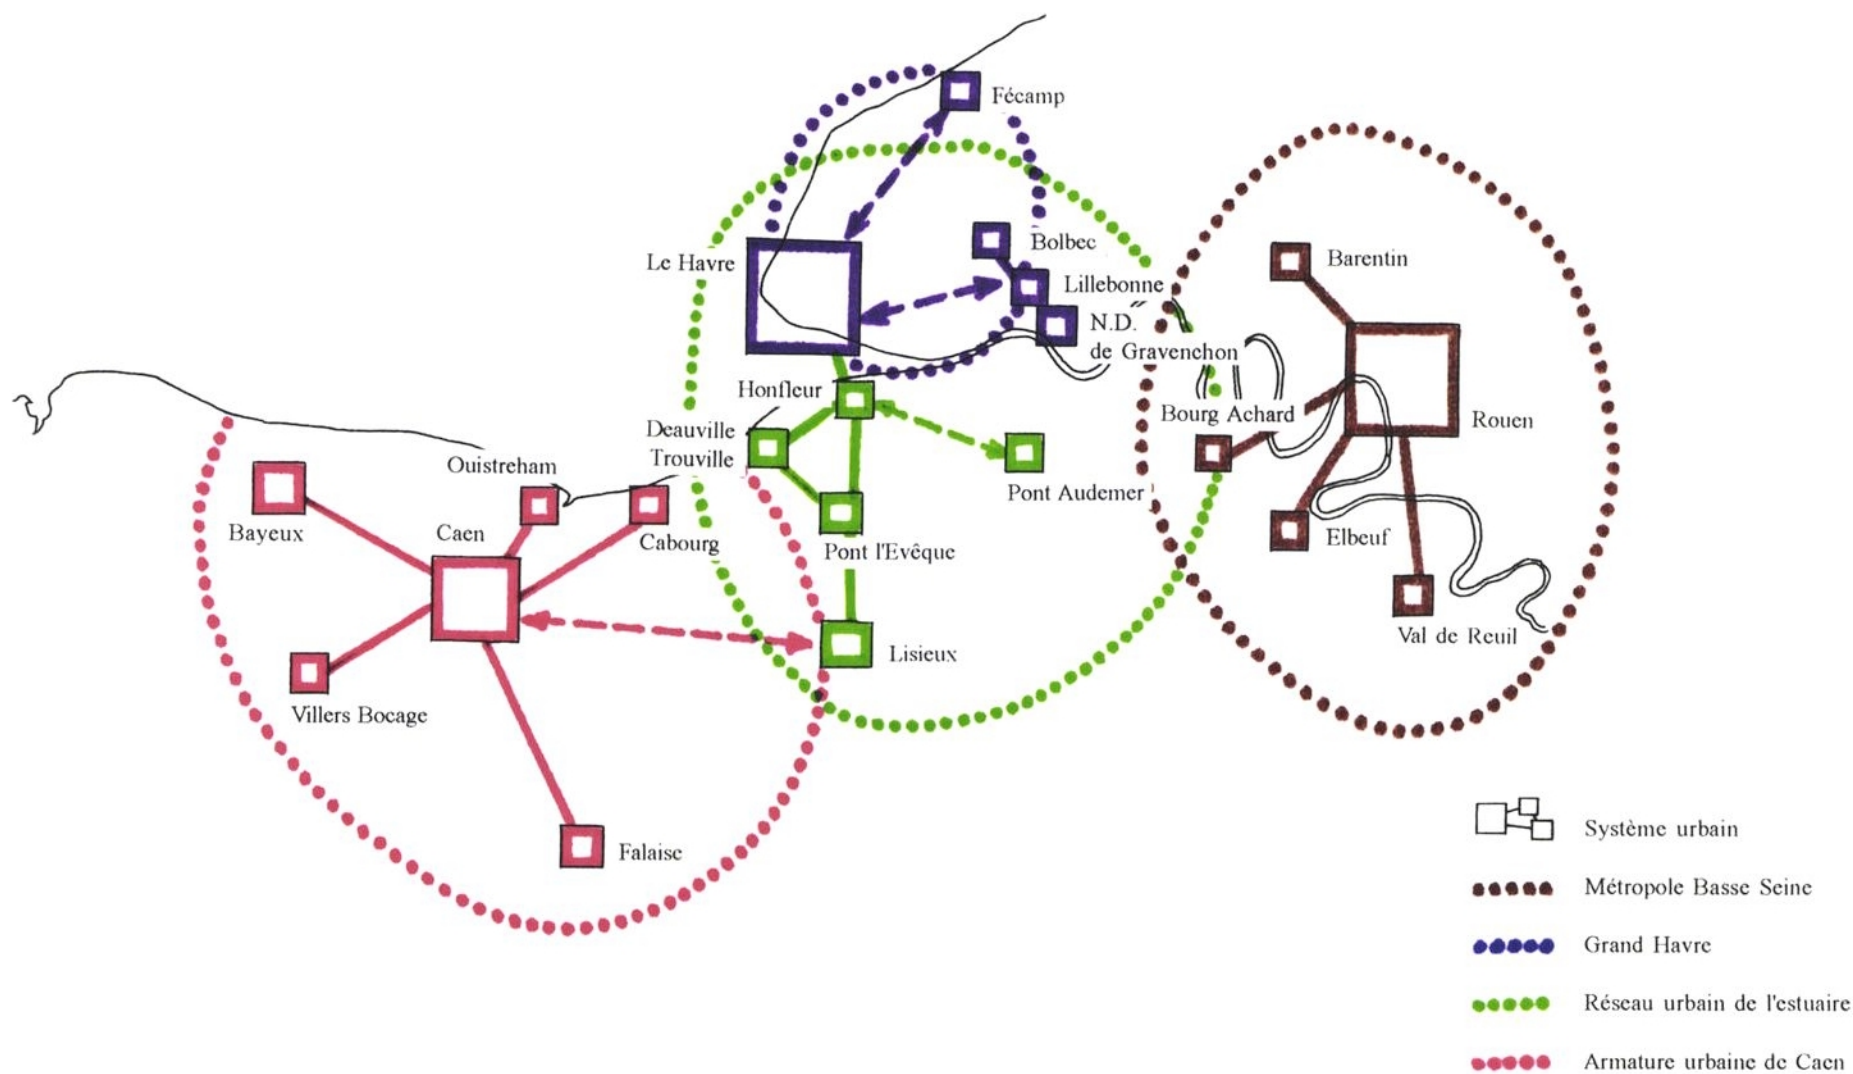 Fécamp
Bolbec
Le Havre
Lillebonne
N.D.
de Gravenchon
Barentin
Honfleur
Bourg Achard
Rouen
Deauville
Trouville
Ouistreham
Pont Audemer
Bayeux
Caen
Cabourg
Pont l'Evêque
Elbeuf
Val de Reuil
Lisieux
Villers Bocage
Falaise
Système urbain
Métropole Basse Seine
Grand Havre
Réseau urbain de l'estuaire
Armature urbaine de Caen